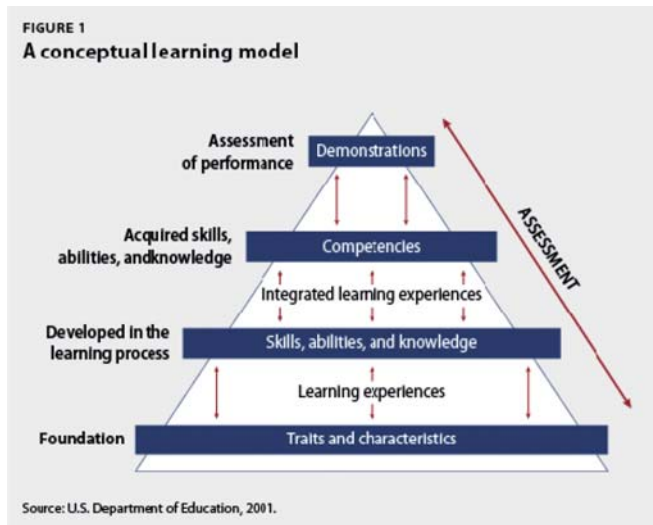 FIGURE 1
A conceptual learning model
Assessment
of performance
Demonstrations
ASSESSMENT
Acquired skills,
abilities, andknowledge
Competencies
Integrated learning experiences
Developed in the
learning process
Skills, abilities, and knowledge
Learning experiences
Foundation
Traits and characteristics
Source: U.S. Department of Education, 2001.